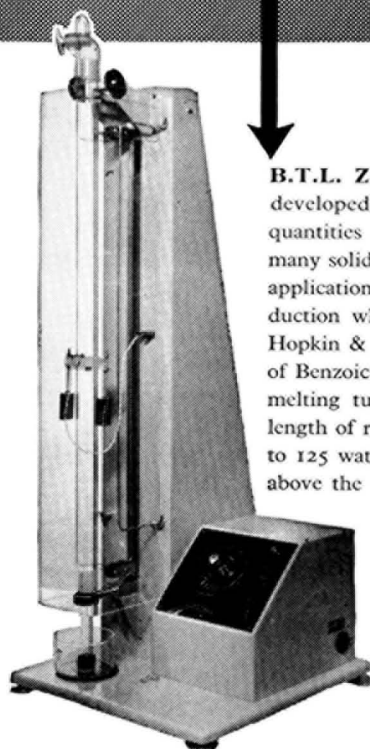 B.T.L. Z
developed
quantities
many solid
application
duction wh
Hopkin &
of Benzoic
melting tu
length of r
to 125 wat
above the